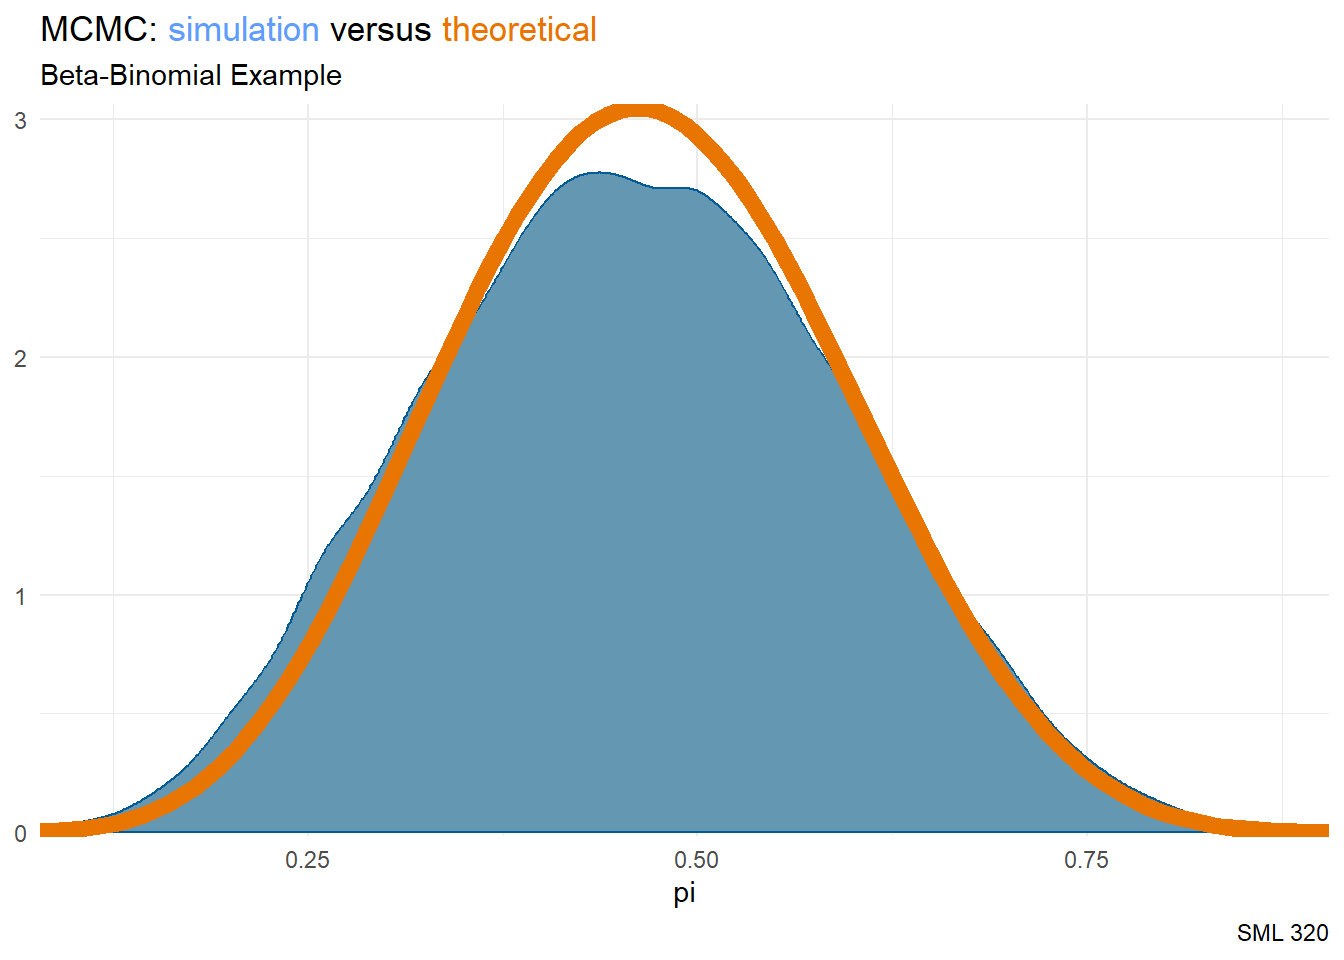 MCMC: simulation versus theoretical
Beta-Binomial Example
3
2
1
0
0.25 0.50 0.75
pi
SML 320